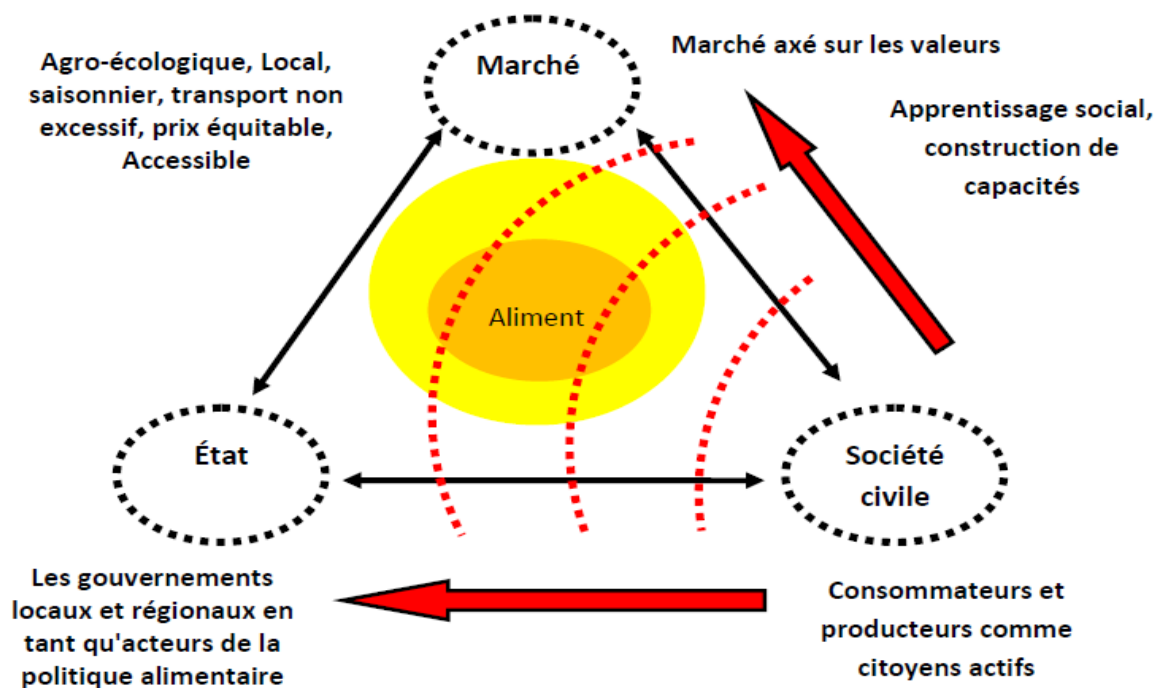 Agro-écologique, Local,
saisonnier, transport non
excessif, prix équitable,
Accessible
Marché
Marché axé sur les valeurs
Apprentissage social,
construction de
capacités
Aliment
État
Société
civile
Les gouvernements
locaux et régionaux en
tant qu'acteurs de la
politique alimentaire
Consommateurs et
producteurs comme
citoyens actifs